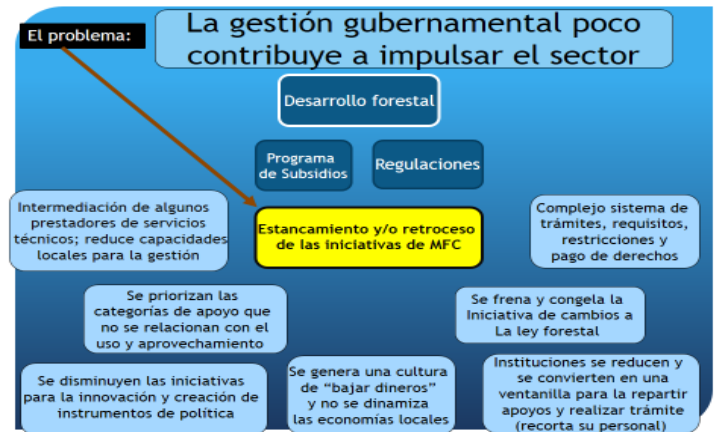 El problema:
La gestión gubernamental poco
contribuye a impulsar el sector
Desarrollo forestal
Programa
de Subsidios
Regulaciones
Intermediación de algunos
prestadores de servicios
técnicos; reduce capacidades
locales para la gestión
Estancamiento y/o retroceso
de las iniciativas de MFC
Complejo sistema de
trámites, requisitos,
restricciones y
pago de derechos
Se priorizan las
categorías de apoyo que
no se relacionan con el
uso y aprovechamiento
Se frena y congela la
Iniciativa de cambios a
La ley forestal
Se disminuyen las iniciativas
para la innovación y creación de
instrumentos de política
Se genera una cultura
de “bajar dineros”
y no se dinamiza
las economías locales
Instituciones se reducen y
se convierten en una
ventanilla para la repartir
apoyos y realizar trámite
(recorta su personal)